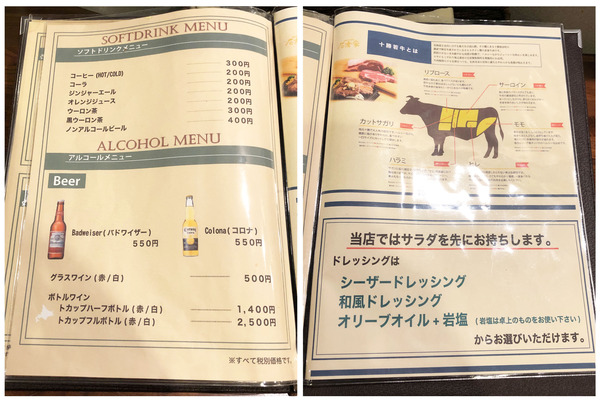 SOFTDRINK MENU
ソフトドリンクメニュー
コーヒー (HOT/COLD) 300円
コーラ 200円
ジンジャーエール 200円
オレンジジュース 200円
ウーロン茶 200円
黒ウーロン茶 300円
ノンアルコールビール 400円
ALCOHOL MENU
アルコールメニュー
Beer
Badweiser(バドワイザー)
550円
Colona(コロナ)
550円
グラスワイン (赤/白) 500円
ボトルワイン
トカップハーフボトル (赤/白) 1,400円
トカップフルボトル (赤/白) 2,500円
※すべて税別価格です。
十勝若牛とは
リブロース
サーロイン
カットサガリ
モモ
ハラミ
当店ではサラダを先にお持ちします。
ドレッシングは
シーザードレッシング
和風ドレッシング
オリーブオイル+岩塩 (岩塩は卓上のものをお使い下さい)
からお選びいただけます。